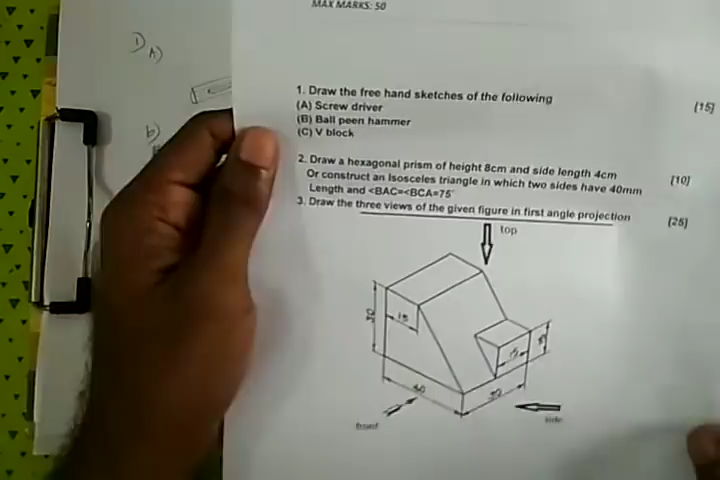 MAX MARKS: 50
1)
A)
b)
1. Draw the free hand sketches of the following [15]
(A) Screw driver
(B) Ball peen hammer
(C) V block
2. Draw a hexagonal prism of height 8cm and side length 4cm [10]
Or construct an Isosceles triangle in which two sides have 40mm
Length and <BAC=<BCA=75°
3. Draw the three views of the given figure in first angle projection [25]
top
15
15
30
front
side